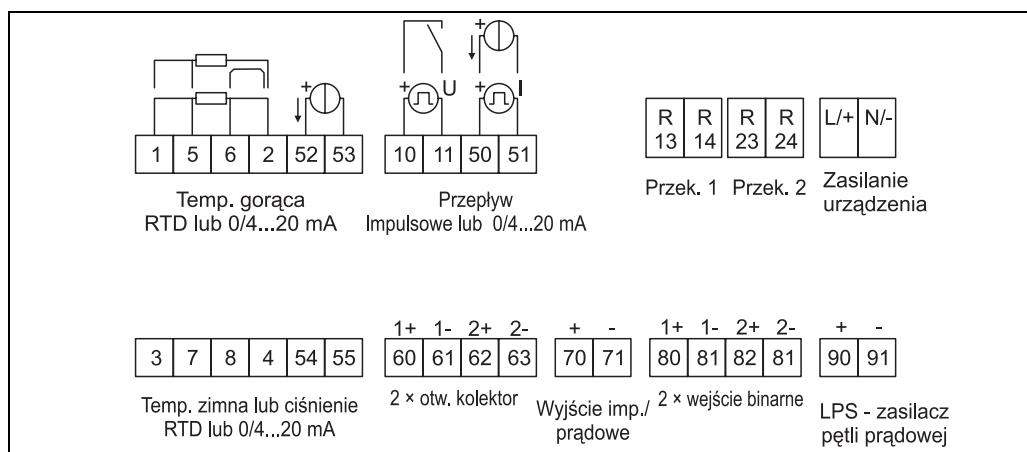 + U + + I +
1 5 6 2 52 53
10 11 50 51
Temp. gorąca
RTD lub 0/4...20 mA
Przepływ
Impulsowe lub 0/4...20 mA
R 13 R 14 R 23 R 24
Przek. 1 Przek. 2
L/+ N/-
Zasilanie
urządzenia
3 7 8 4 54 55
Temp. zimna lub ciśnienie
RTD lub 0/4...20 mA
1+ 1- 2+ 2-
60 61 62 63
2 × otw. kolektor
+ -
70 71
Wyjście imp./
prądowe
1+ 1- 2+ 2-
80 81 82 81
2 × wejście binarne
+ -
90 91
LPS - zasilacz
pętli prądowej